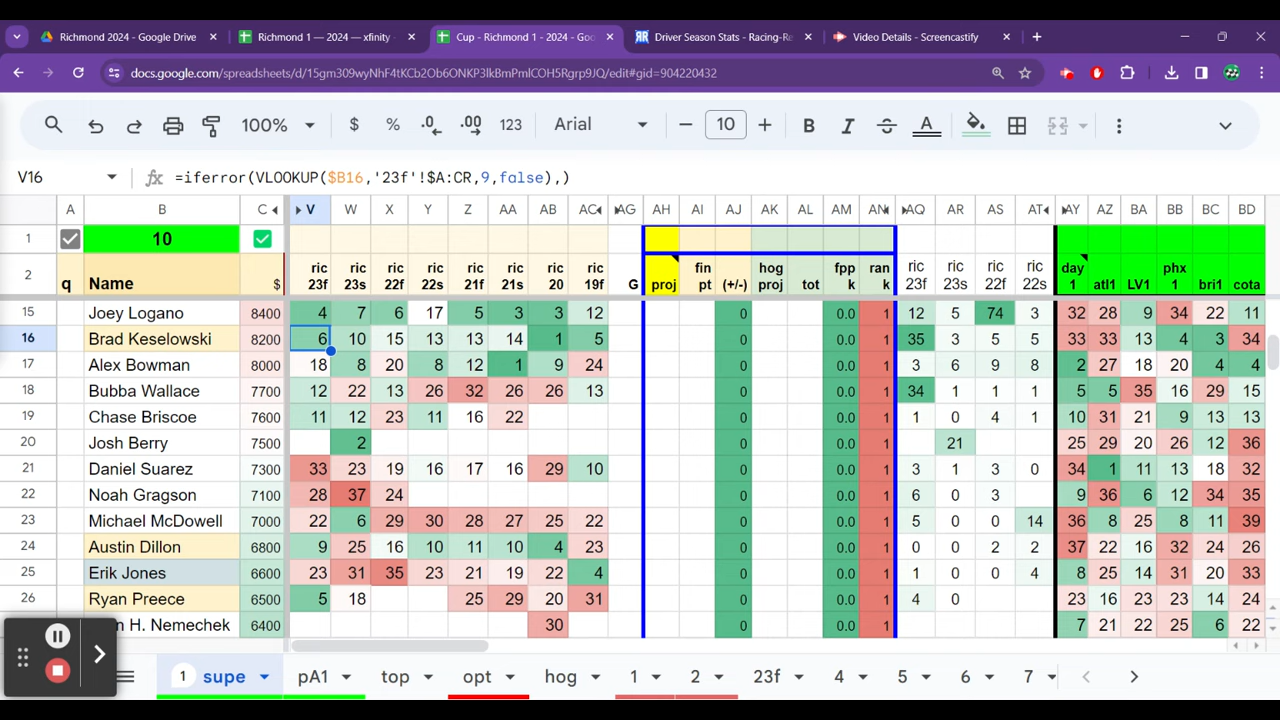 Richmond 2024 - Google Drive
Richmond 1 — 2024 — xfinity
Cup - Richmond 1 - 2024 - Goo
Driver Season Stats - Racing-Re
Video Details - Screencastify
docs.google.com/spreadsheets/d/15gm309wyNhF4tKCb2Ob6ONKP3lkBmPmlCOH5Rgrp9JQ/edit#gid=904220432
100% $ % .0 .00 123 Arial 10 B I A
V16 =iferror(VLOOKUP($B16,'23f'!$A:CR,9,false),)
A B C V W X Y Z AA AB AC AG AH AI AJ AK AL AM AN AQ AR AS AT AY AZ BA BB BC BD
1 10
2 q Name $ ric 23f ric 23s ric 22f ric 22s ric 21f ric 21s ric 20 ric 19f G proj fin pt (+/-) hog proj tot fpp k ran k ric 23f ric 23s ric 22f ric 22s day 1 atl1 LV1 phx 1 bri1 cota
15 Joey Logano 8400 4 7 6 17 5 3 3 12 0 0.0 1 12 5 74 3 32 28 9 34 22 11
16 Brad Keselowski 8200 6 10 15 13 13 14 1 5 0 0.0 1 35 3 5 5 33 33 13 4 3 34
17 Alex Bowman 8000 18 8 20 8 12 1 9 24 0 0.0 1 3 6 9 8 2 27 18 20 4 4
18 Bubba Wallace 7700 12 22 13 26 32 26 26 13 0 0.0 1 34 1 1 1 5 5 35 16 29 15
19 Chase Briscoe 7600 11 12 23 11 16 22 0 0.0 1 1 0 4 1 10 31 21 9 13 13
20 Josh Berry 7500 2 0 0.0 1 21 25 29 20 26 12 36
21 Daniel Suarez 7300 33 23 19 16 17 16 29 10 0 0.0 1 3 1 3 0 34 1 11 13 18 32
22 Noah Gragson 7100 28 37 24 0 0.0 1 6 0 3 9 36 6 12 34 35
23 Michael McDowell 7000 22 6 29 30 28 27 25 22 0 0.0 1 5 0 0 14 36 8 25 8 11 39
24 Austin Dillon 6800 9 25 16 10 11 10 4 23 0 0.0 1 0 0 2 2 37 22 16 32 24 26
25 Erik Jones 6600 23 31 35 23 21 19 22 4 0 0.0 1 1 0 0 4 8 25 14 31 20 33
26 Ryan Preece 6500 5 18 25 29 20 31 0 0.0 1 4 0 23 16 23 23 14 24
H. Nemechek 6400 30 0 0.0 1 7 21 22 25 6 22
1 supe pA1 top opt hog 1 2 23f 4 5 6 7